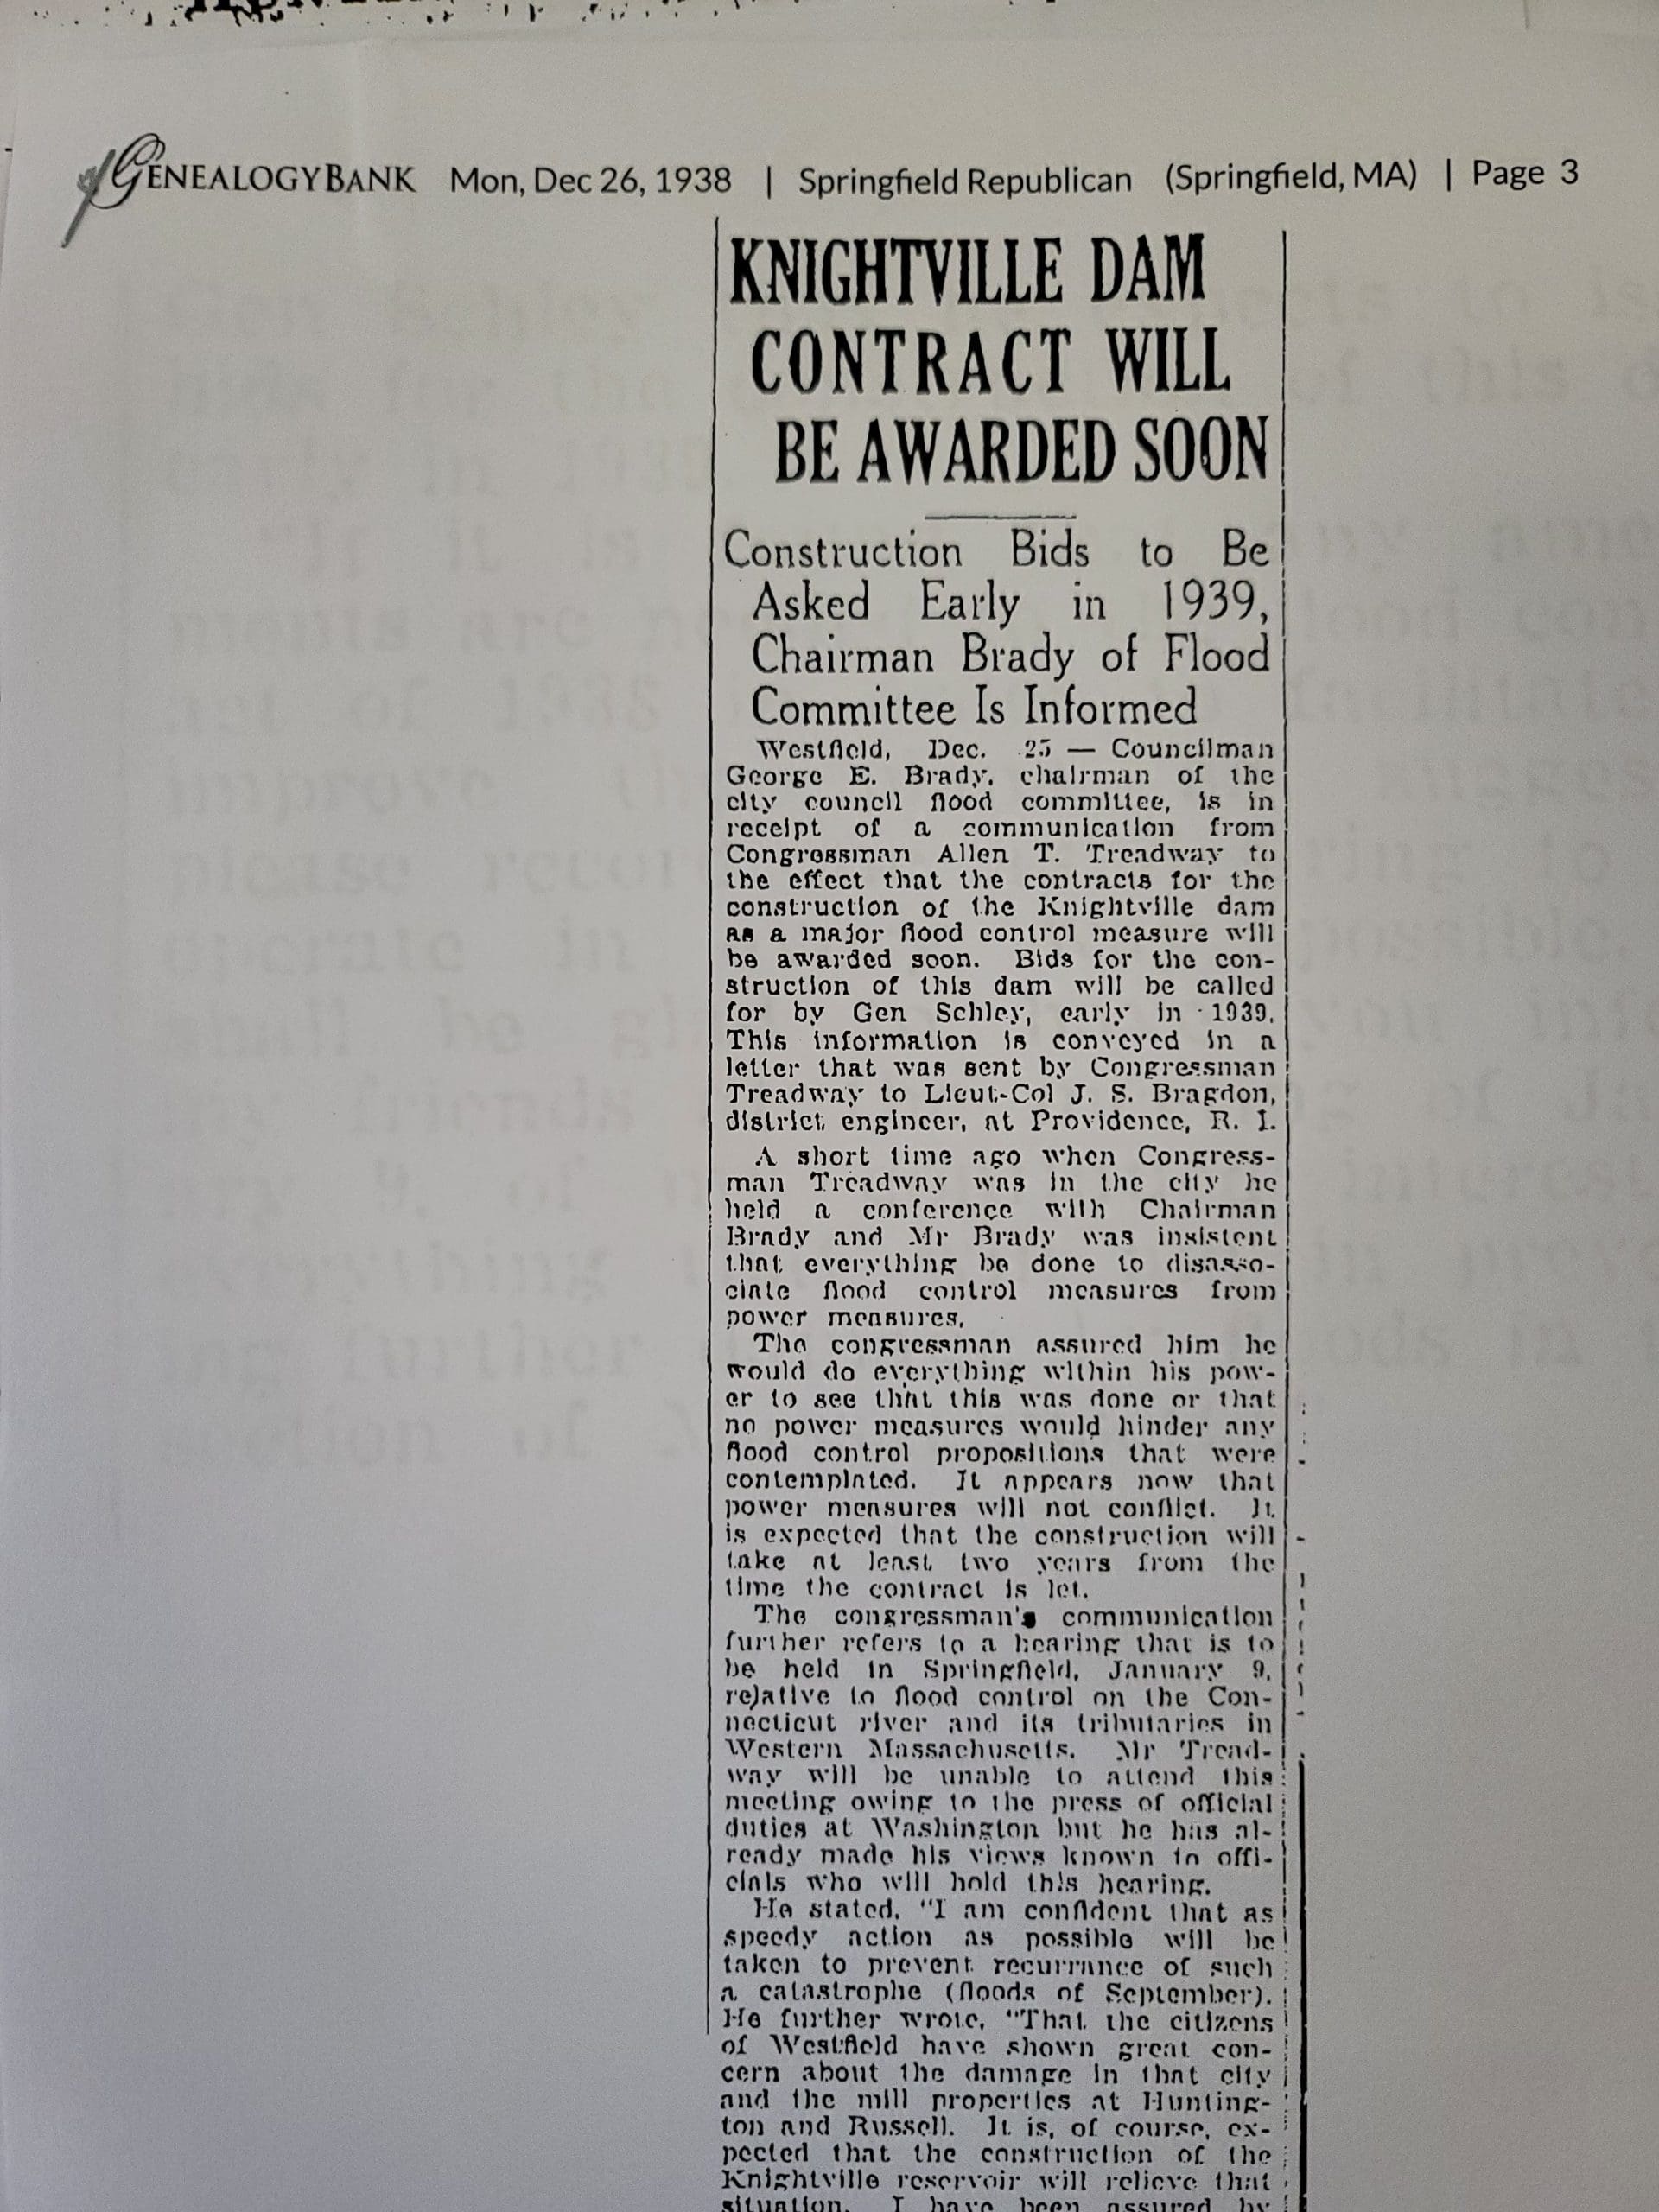 GENEALOGYBANK Mon, Dec 26, 1938 | Springfield Republican (Springfield, MA) | Page 3
KNIGHTVILLE DAM
CONTRACT WILL
BE AWARDED SOON
Construction Bids to Be
Asked Early in 1939,
Chairman Brady of Flood
Committee Is Informed
Westfield, Dec. 25 — Councilman
George E. Brady, chairman of the
city council flood committee, is in
receipt of a communication from
Congressman Allen T. Treadway to
the effect that the contracts for the
construction of the Knightville dam
as a major flood control measure will
be awarded soon. Bids for the con-
struction of this dam will be called
for by Gen Schley, early in 1939.
This information is conveyed in a
letter that was sent by Congressman
Treadway to Lieut-Col J. S. Bragdon,
district engineer, at Providence, R. I.
A short time ago when Congress-
man Treadway was in the city he
held a conference with Chairman
Brady and Mr Brady was insistent
that everything be done to disasso-
ciate flood control measures from
power measures.
The congressman assured him he
would do everything within his pow-
er to see that this was done or that
no power measures would hinder any
flood control propositions that were
contemplated. It appears now that
power measures will not conflict. It
is expected that the construction will
take at least two years from the
time the contract is let.
The congressman's communication
further refers to a hearing that is to
be held in Springfield, January 9,
relative to flood control on the Con-
necticut river and its tributaries in
Western Massachusetts. Mr Tread-
way will be unable to attend this
meeting owing to the press of official
duties at Washington but he has al-
ready made his views known to offi-
cials who will hold this hearing.
He stated, "I am confident that as
speedy action as possible will be
taken to prevent recurrance of such
a catastrophe (floods of September).
He further wrote, "That the citizens
of Westfield have shown great con-
cern about the damage in that city
and the mill properties at Hunting-
ton and Russell. It is, of course, ex-
pected that the construction of the
Knightville reservoir will relieve that
situation. I have been assured by